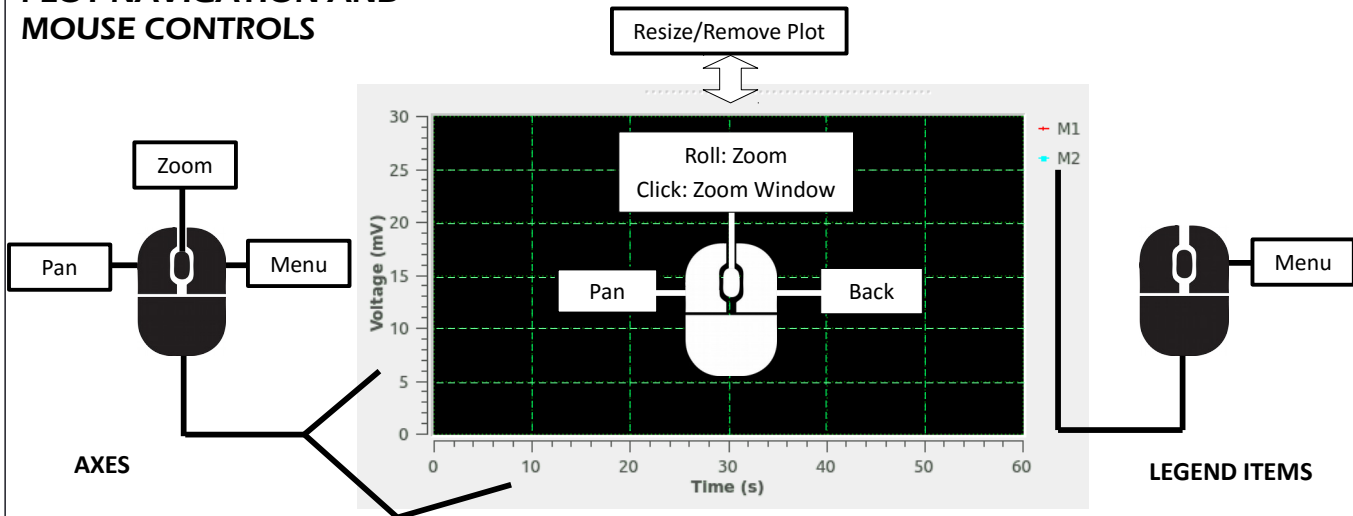 PLOT NAVIGATION AND
MOUSE CONTROLS
Resize/Remove Plot
Zoom
Pan
Menu
AXES
30
25
20
15
10
5
0
Voltage (mV)
Roll: Zoom
Click: Zoom Window
Pan
Back
0 10 20 30 40 50 60
Time (s)
M1
M2
Menu
LEGEND ITEMS